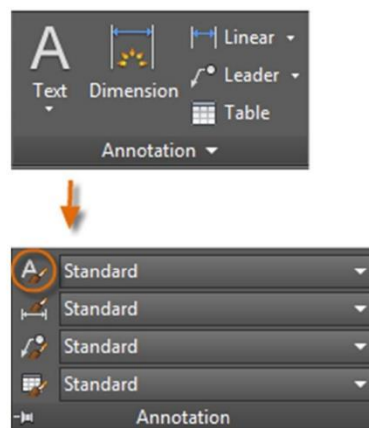 Linear
Text Dimension Leader
Table
Annotation
Standard
Standard
Standard
Standard
Annotation